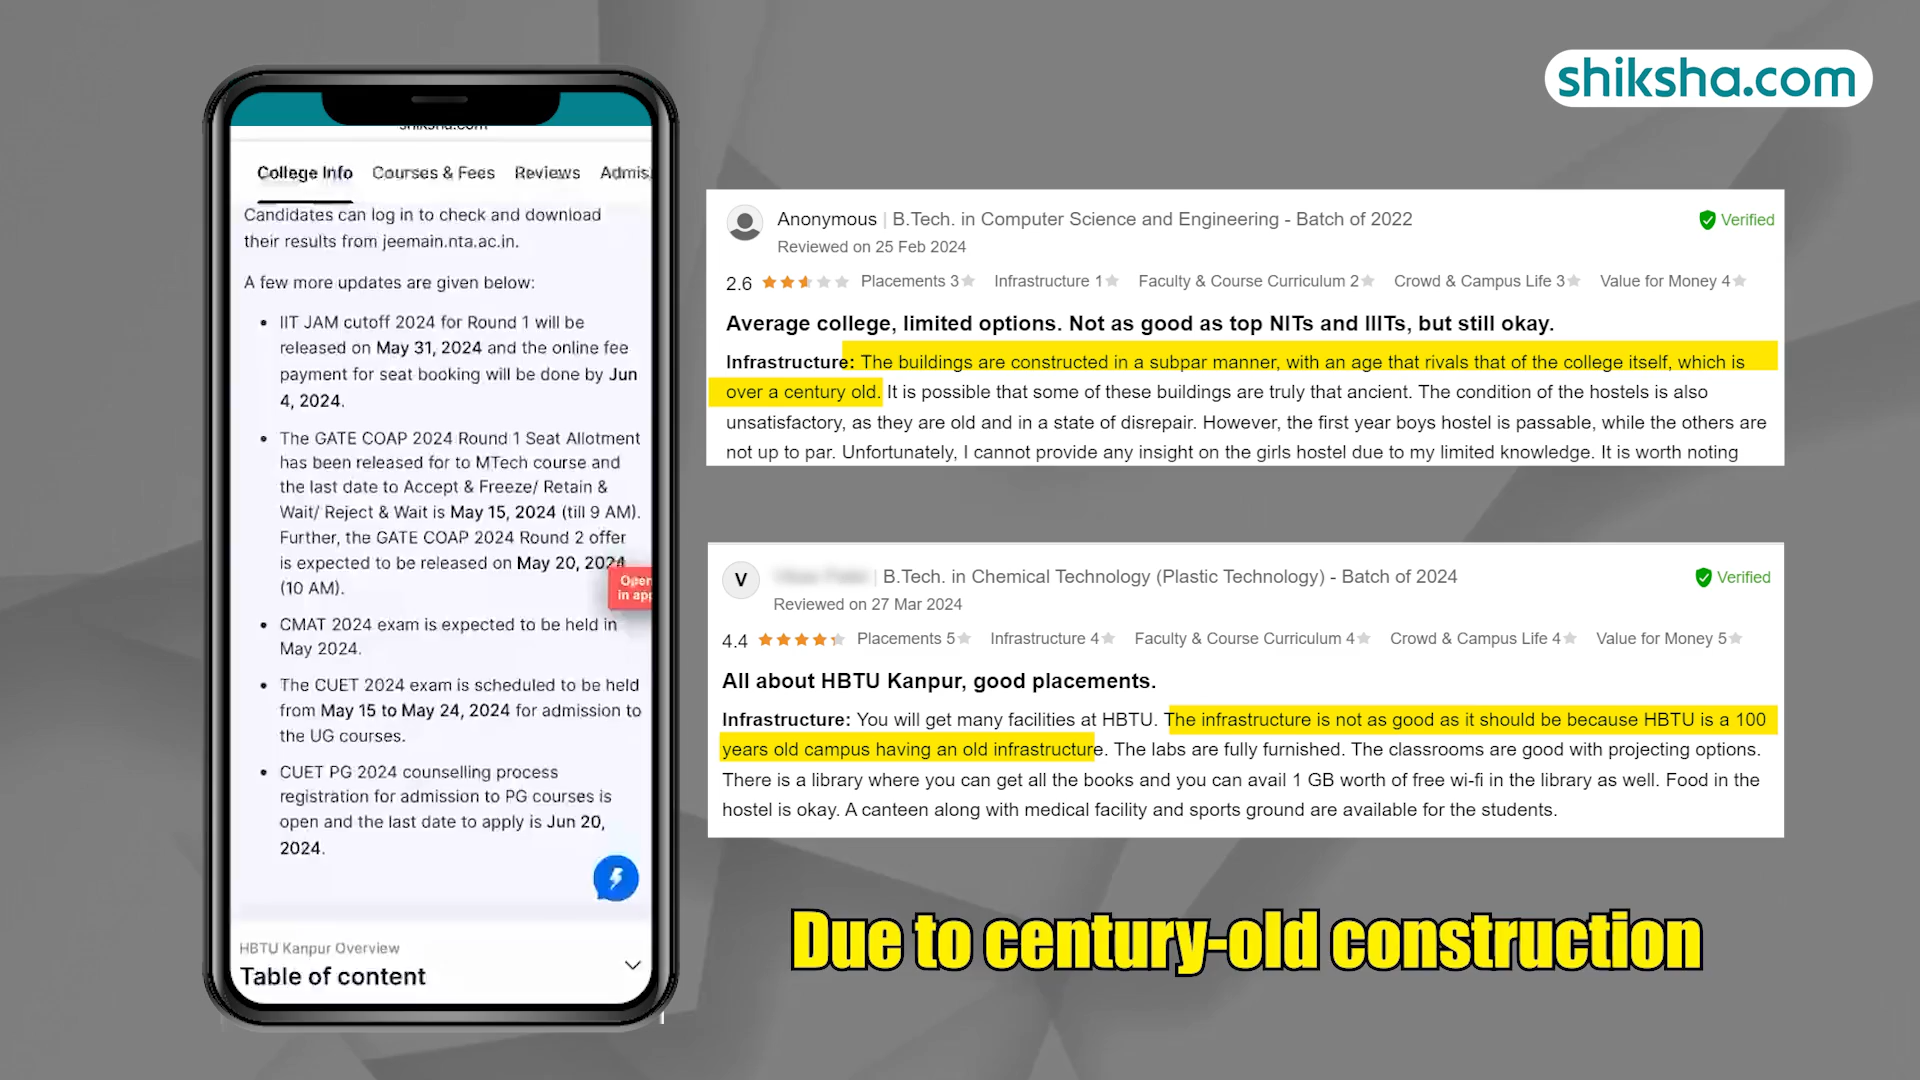 shiksha.com
shiksha.com
College Info Courses & Fees Reviews Admis
Candidates can log in to check and download
their results from jeemain.nta.ac.in.
A few more updates are given below:
• IIT JAM cutoff 2024 for Round 1 will be
released on May 31, 2024 and the online fee
payment for seat booking will be done by Jun
4, 2024.
• The GATE COAP 2024 Round 1 Seat Allotment
has been released for to MTech course and
the last date to Accept & Freeze/ Retain &
Wait/ Reject & Wait is May 15, 2024 (till 9 AM).
Further, the GATE COAP 2024 Round 2 offer
is expected to be released on May 20, 2024
(10 AM).
Open
in app
• CMAT 2024 exam is expected to be held in
May 2024.
• The CUET 2024 exam is scheduled to be held
from May 15 to May 24, 2024 for admission to
the UG courses.
• CUET PG 2024 counselling process
registration for admission to PG courses is
open and the last date to apply is Jun 20,
2024.
HBTU Kanpur Overview
Table of content
Anonymous | B.Tech. in Computer Science and Engineering - Batch of 2022 Verified
Reviewed on 25 Feb 2024
2.6 Placements 3 Infrastructure 1 Faculty & Course Curriculum 2 Crowd & Campus Life 3 Value for Money 4
Average college, limited options. Not as good as top NITs and IIITs, but still okay.
Infrastructure: The buildings are constructed in a subpar manner, with an age that rivals that of the college itself, which is
over a century old. It is possible that some of these buildings are truly that ancient. The condition of the hostels is also
unsatisfactory, as they are old and in a state of disrepair. However, the first year boys hostel is passable, while the others are
not up to par. Unfortunately, I cannot provide any insight on the girls hostel due to my limited knowledge. It is worth noting
V | B.Tech. in Chemical Technology (Plastic Technology) - Batch of 2024 Verified
Reviewed on 27 Mar 2024
4.4 Placements 5 Infrastructure 4 Faculty & Course Curriculum 4 Crowd & Campus Life 4 Value for Money 5
All about HBTU Kanpur, good placements.
Infrastructure: You will get many facilities at HBTU. The infrastructure is not as good as it should be because HBTU is a 100
years old campus having an old infrastructure. The labs are fully furnished. The classrooms are good with projecting options.
There is a library where you can get all the books and you can avail 1 GB worth of free wi-fi in the library as well. Food in the
hostel is okay. A canteen along with medical facility and sports ground are available for the students.
Due to century-old construction